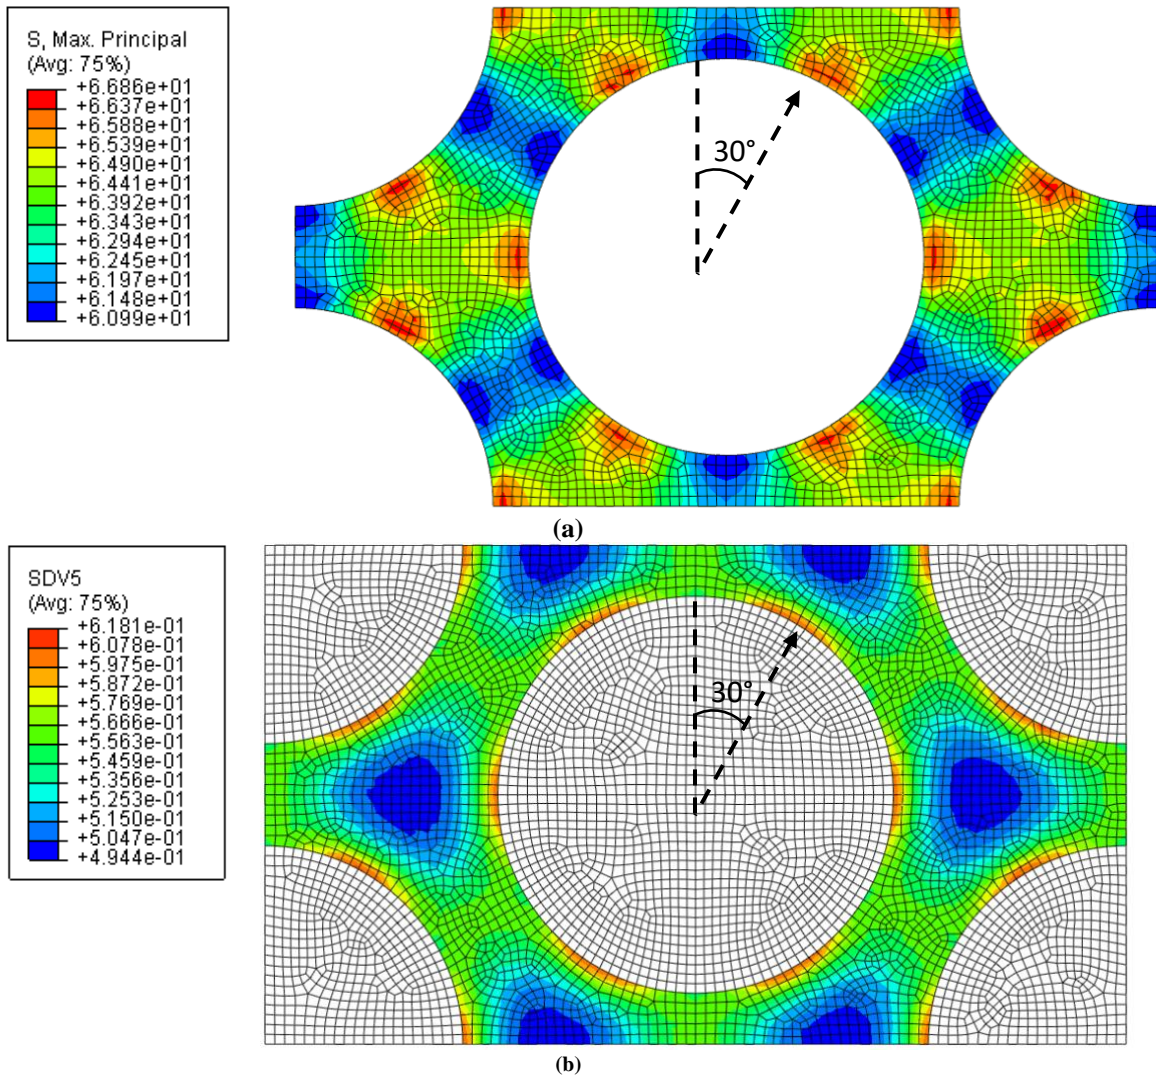 S, Max. Principal
(Avg: 75%)
+6.686e+01
+6.637e+01
+6.588e+01
+6.539e+01
+6.490e+01
+6.441e+01
+6.392e+01
+6.343e+01
+6.294e+01
+6.245e+01
+6.197e+01
+6.148e+01
+6.099e+01
30°
(a)
SDV5
(Avg: 75%)
+6.181e-01
+6.078e-01
+5.975e-01
+5.872e-01
+5.769e-01
+5.666e-01
+5.563e-01
+5.459e-01
+5.356e-01
+5.253e-01
+5.150e-01
+5.047e-01
+4.944e-01
30°
(b)